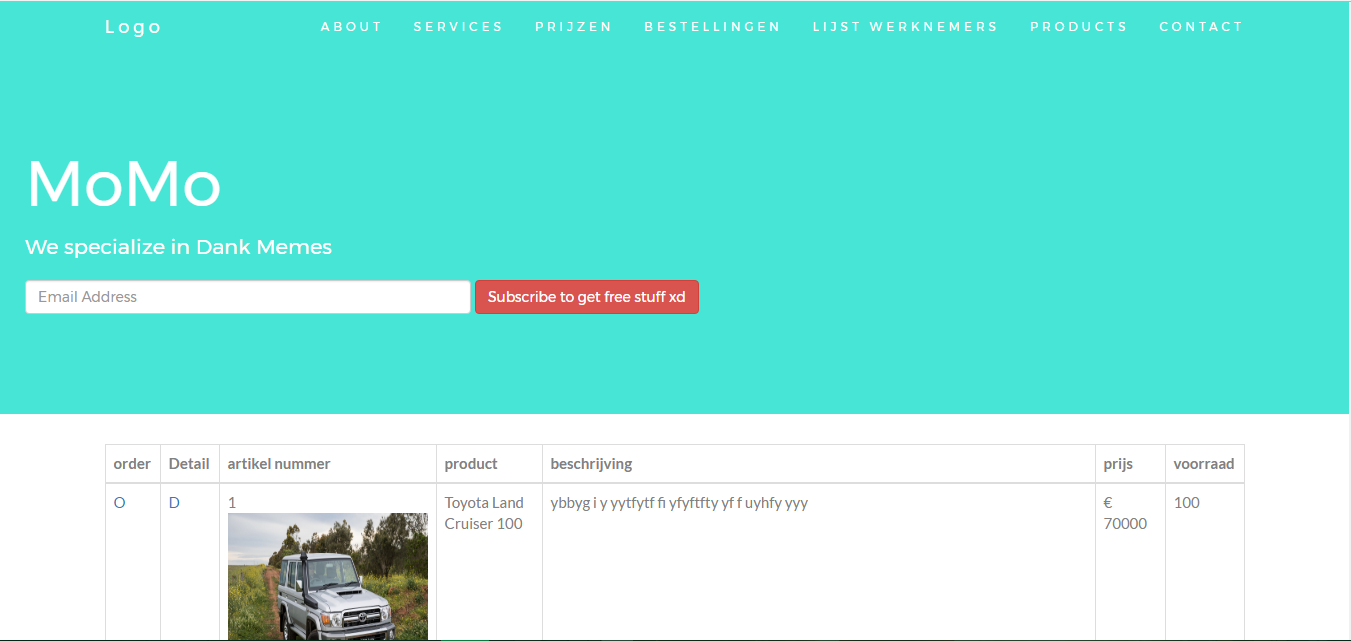 Logo ABOUT SERVICES PRIJZEN BESTELLINGEN LIJST WERKNEMERS PRODUCTS CONTACT
MoMo
We specialize in Dank Memes
Email Address Subscribe to get free stuff xd
order Detail artikel nummer product beschrijving prijs voorraad
O D 1 Toyota Land ybbyg i y yytfytf fi yfyftfty yf f uyhfy yyy € 100
Cruiser 100 70000